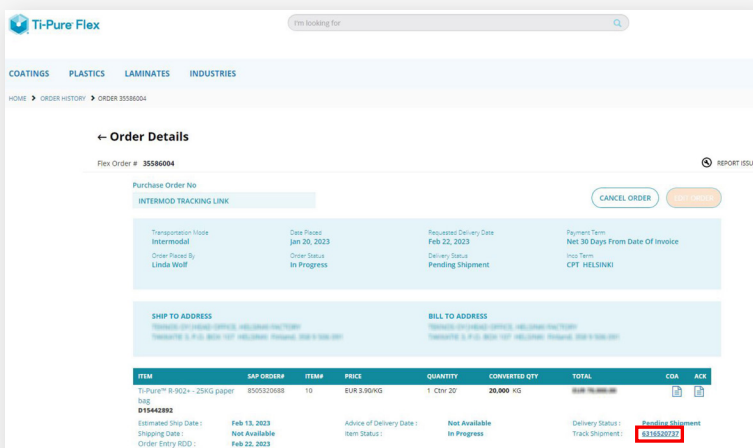 Ti-Pure Flex
I'm looking for
COATINGS PLASTICS LAMINATES INDUSTRIES
HOME > ORDER HISTORY > ORDER 35586004
← Order Details
Flex Order # 35586004
REPORT ISSU
Purchase Order No
INTERMOD TRACKING LINK
CANCEL ORDER
Transportation Mode Date Placed Requested Delivery Date Payment Term
Intermodal Jan 20, 2023 Feb 22, 2023 Net 30 Days From Date Of Invoice
Order Placed By Order Status Delivery Status Inco Term
Linda Wolf In Progress Pending Shipment CPT HELSINKI
SHIP TO ADDRESS BILL TO ADDRESS
ITEM SAP ORDER# ITEM# PRICE QUANTITY CONVERTED QTY TOTAL COA ACK
Ti-Pure™ R-902+ - 25KG paper 8505320688 10 EUR 3.90/KG 1 Ctnr 20' 20,000 KG
bag
D15442892
Estimated Ship Date : Feb 13, 2023 Advice of Delivery Date : Not Available Delivery Status : Pending Shipment
Shipping Date : Not Available Item Status : In Progress Track Shipment : 6316520737
Order Entry RDD : Feb 22, 2023